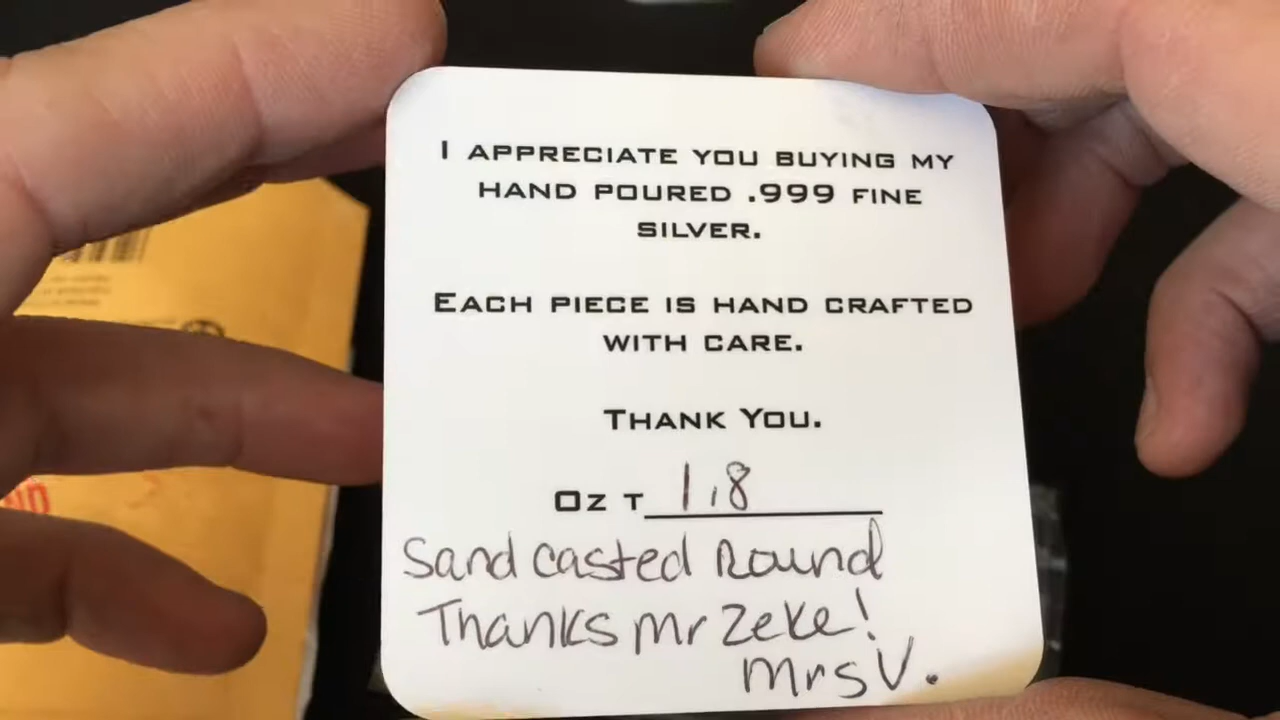 I APPRECIATE YOU BUYING MY
HAND POURED .999 FINE
SILVER.
EACH PIECE IS HAND CRAFTED
WITH CARE.
THANK YOU.
OZ T 1.8
Sand casted Round
Thanks Mr Zeke!
Mrs V.